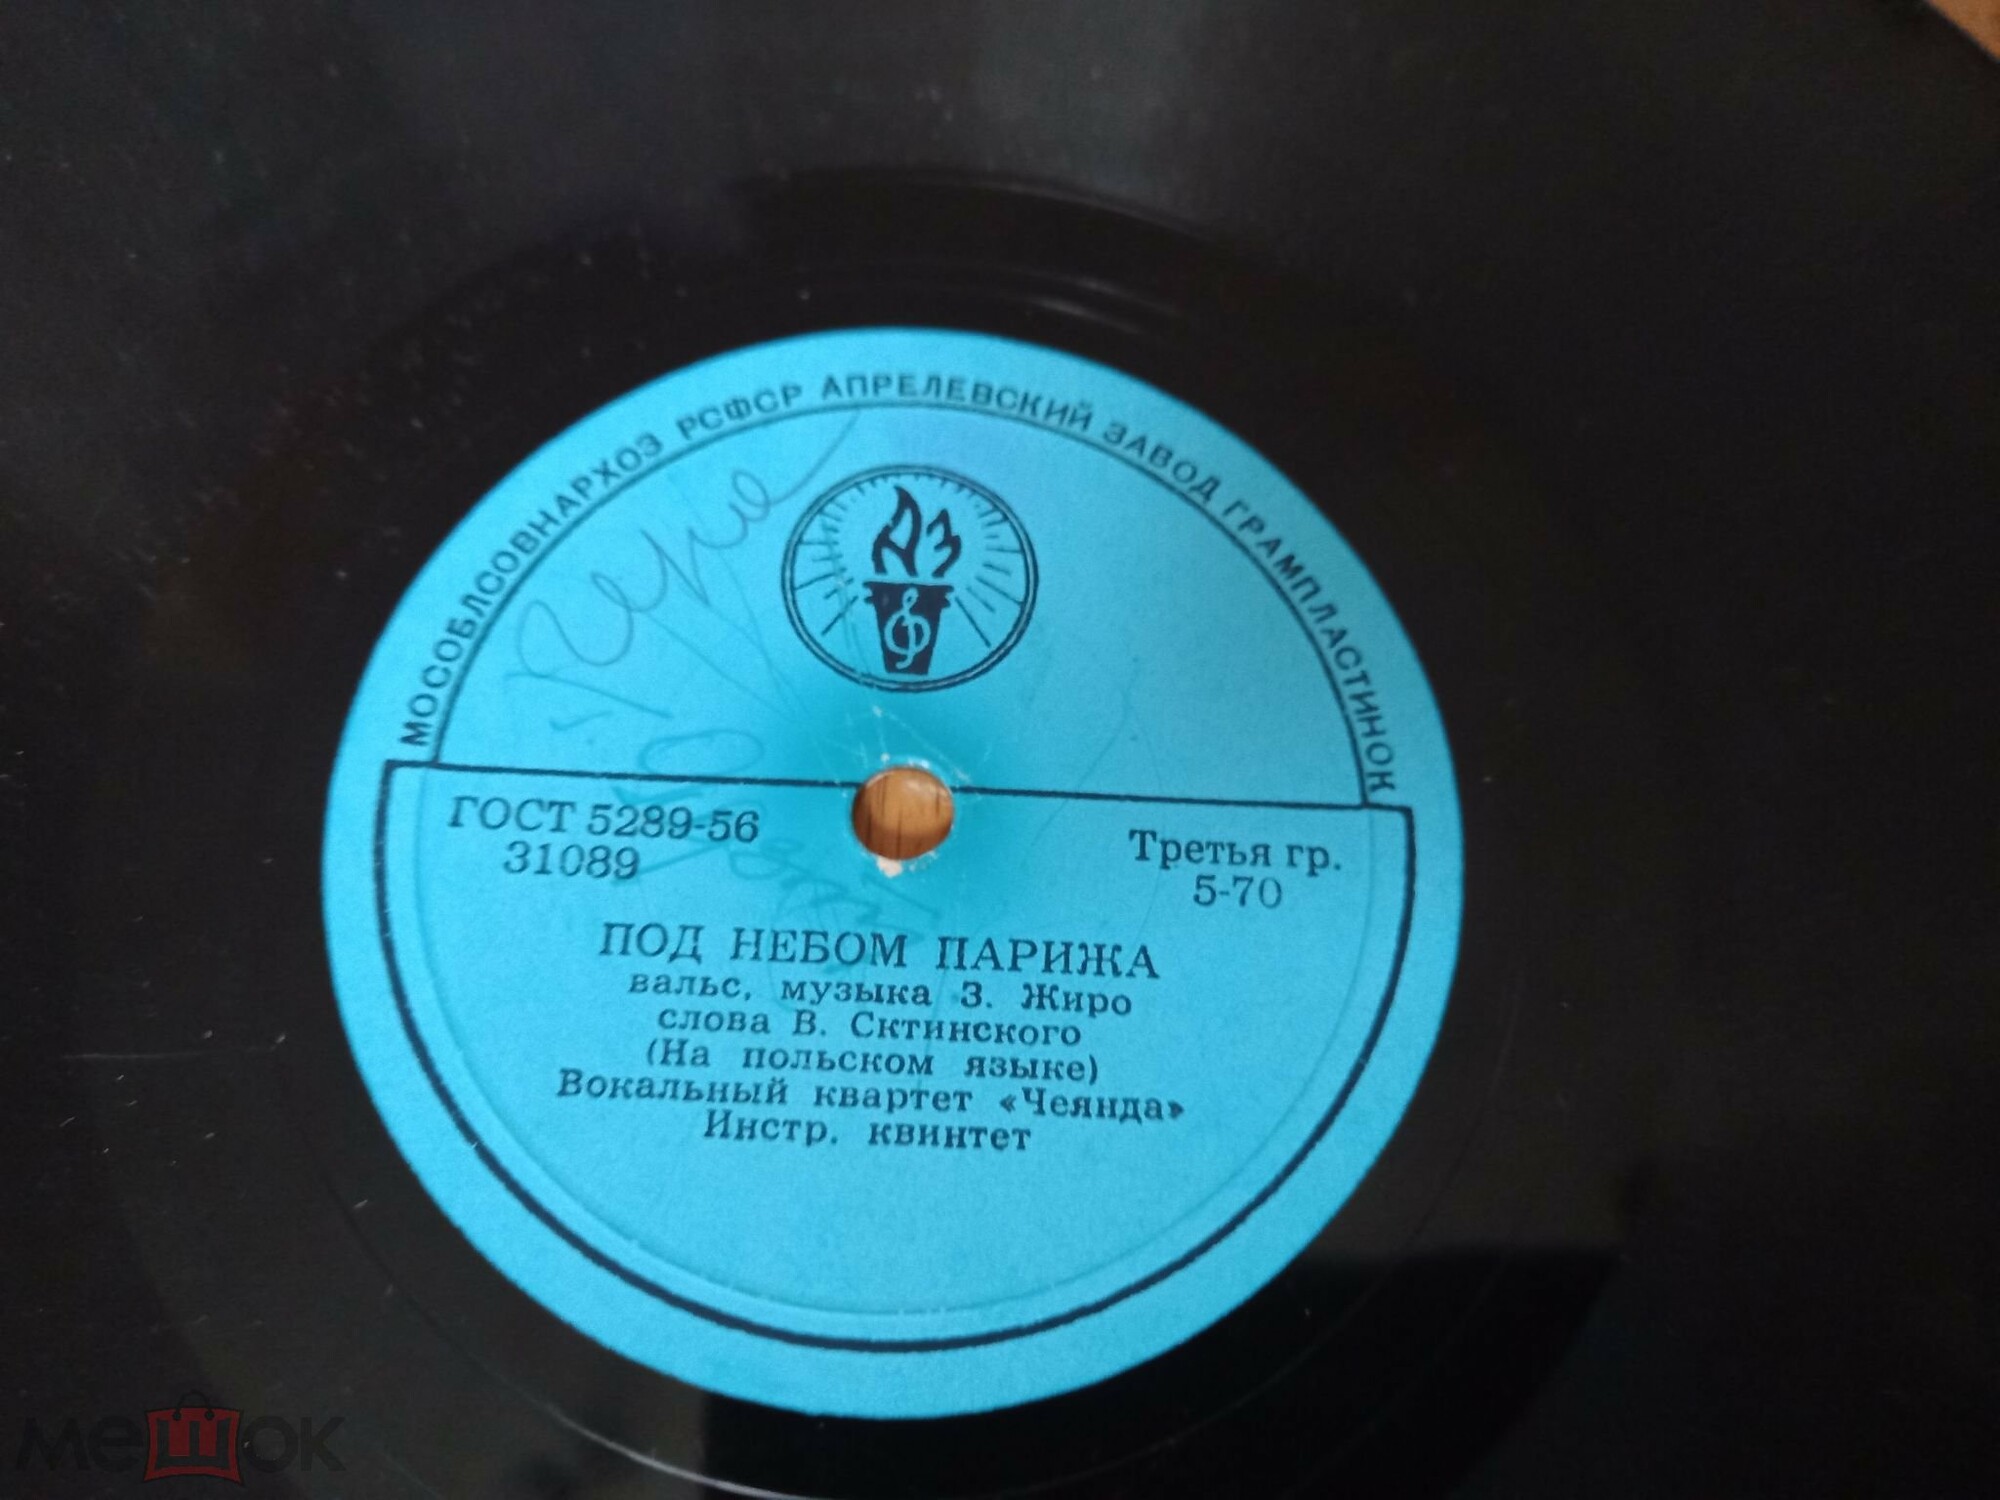 МОСОБЛСОВНАРХОЗ РСФСР АПРЕЛЕВСКИЙ ЗАВОД ГРАМПЛАСТИНОК
АЗ
ГОСТ 5289-56
31089
Третья гр.
5-70
ПОД НЕБОМ ПАРИЖА
вальс, музыка З. Жиро
слова В. Сктинского
(На польском языке)
Вокальный квартет «Чеянда»
Инстр. квинтет
мешок